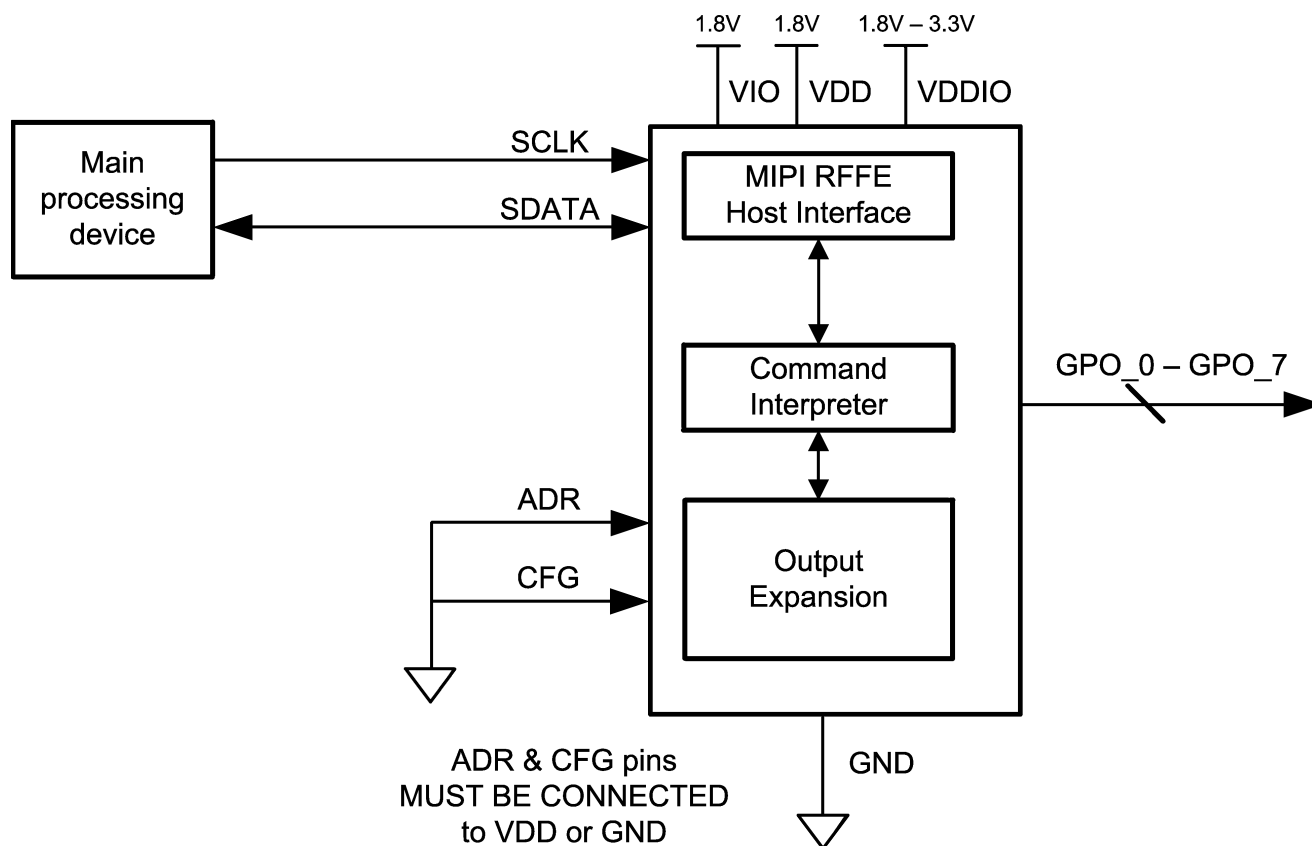 1.8V 1.8V 1.8V – 3.3V
VIO VDD VDDIO
Main
processing
device
SCLK
SDATA
MIPI RFFE
Host Interface
Command
Interpreter
GPO_0 – GPO_7
ADR
CFG
Output
Expansion
GND
ADR & CFG pins
MUST BE CONNECTED
to VDD or GND